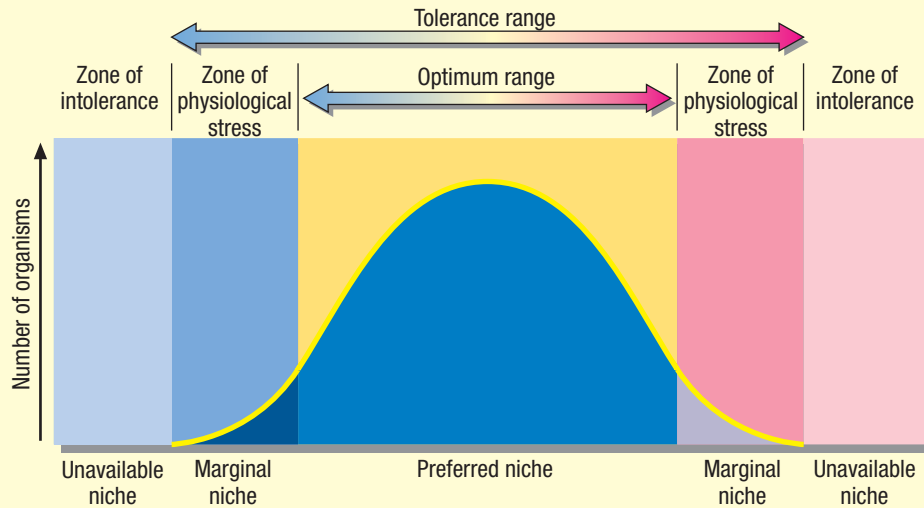 Tolerance range
Zone of
intolerance
Zone of
physiological
stress
Optimum range
Zone of
physiological
stress
Zone of
intolerance
Number of organisms
Unavailable
niche
Marginal
niche
Preferred niche
Marginal
niche
Unavailable
niche